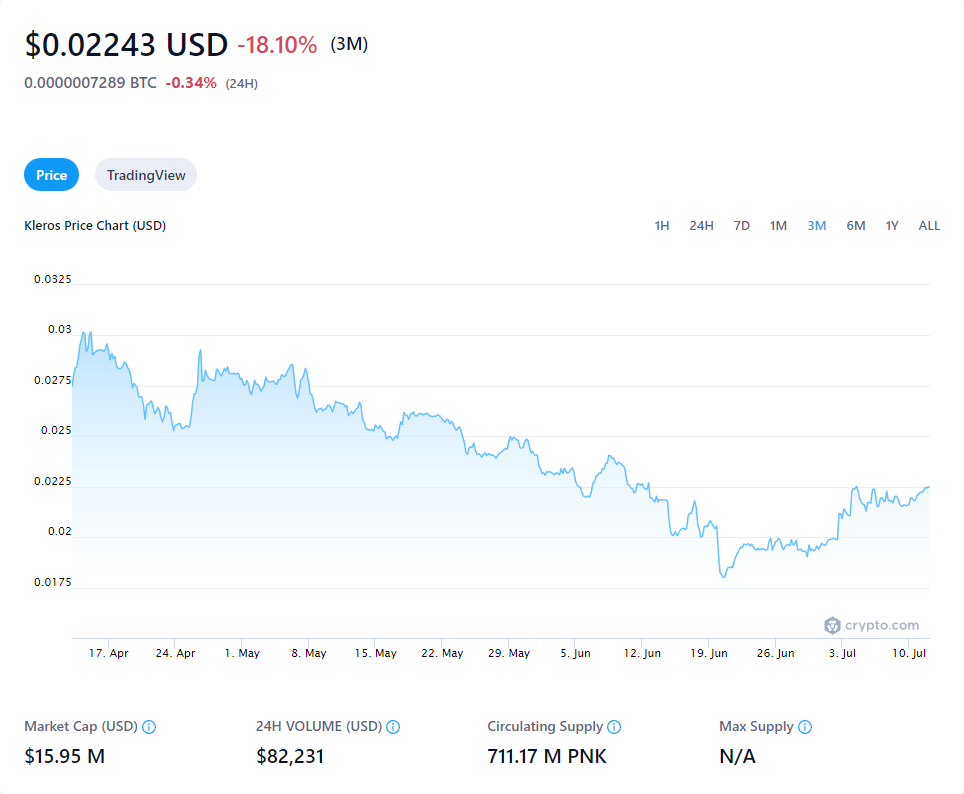 $0.02243 USD -18.10% (3M)
0.0000007289 BTC -0.34% (24H)
Price TradingView
Kleros Price Chart (USD) 1H 24H 7D 1M 3M 6M 1Y ALL
0.0325
0.03
0.0275
0.025
0.0225
0.02
0.0175
crypto.com
17. Apr 24. Apr 1. May 8. May 15. May 22. May 29. May 5. Jun 12. Jun 19. Jun 26. Jun 3. Jul 10. Jul
Market Cap (USD) 24H VOLUME (USD) Circulating Supply Max Supply
$15.95 M $82,231 711.17 M PNK N/A